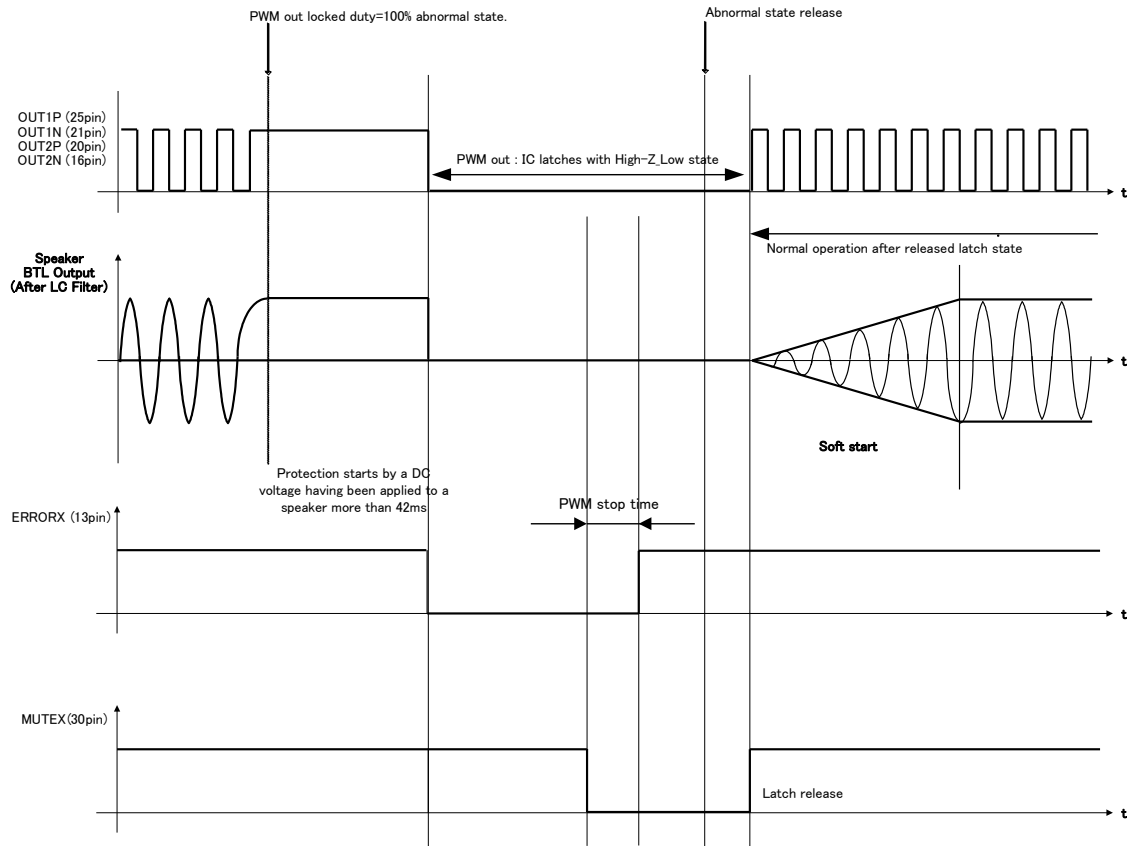 PWM out locked duty=100% abnormal state.
Abnormal state release
OUT1P (25pin)
OUT1N (21pin)
OUT2P (20pin)
OUT2N (16pin)
PWM out : IC latches with High-Z_Low state
t
Normal operation after released latch state
Speaker
BTL Output
(After LC Filter)
t
Soft start
Protection starts by a DC
voltage having been applied to a
speaker more than 42ms
PWM stop time
ERRORX (13pin)
t
MUTEX(30pin)
Latch release
t